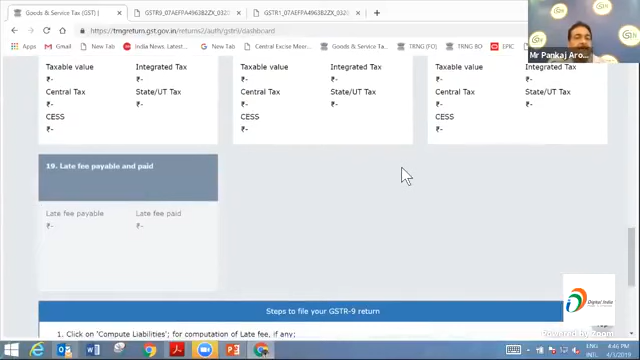 Goods & Service Tax (GST)
GSTR9_07AEFPA4963B2ZX_0320
GSTR1_07AEFPA4963B2ZX_0320
https://trngreturn.gst.gov.in/returns2/auth/gstr9/dashboard
Apps
Gmail
New Tab
India News, Latest
New Tab
Central Excise Meer
Goods & Service Tax
TRNG (FO)
TRNG BO
Mr Pankaj Aro...
Taxable value
Integrated Tax
Taxable value
Integrated Tax
Taxable value
Integrated Tax
₹-
₹-
₹-
₹-
₹-
₹-
Central Tax
State/UT Tax
Central Tax
State/UT Tax
Central Tax
State/UT Tax
₹-
₹-
₹-
₹-
₹-
₹-
CESS
CESS
CESS
₹-
₹-
₹-
19. Late fee payable and paid
Late fee payable
Late fee paid
₹-
₹-
Digital India
Steps to file your GSTR-9 return
Powered by Zoom
1. Click on 'Compute Liabilities'; for computation of Late fee, if any;
ENG
4:46 PM
INTL
4/1/2019